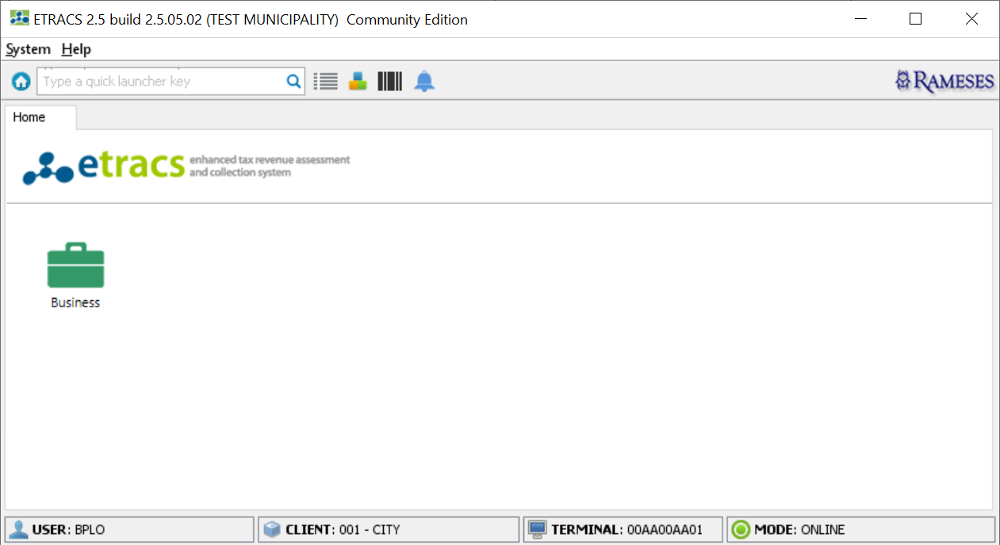 ETRACS 2.5 build 2.5.05.02 (TEST MUNICIPALITY) Community Edition
System Help
Type a quick launcher key
RAMESES
Home
etracs enhanced tax revenue assessment
and collection system
Business
USER: BPLO CLIENT: 001 - CITY TERMINAL: 00AA00AA01 MODE: ONLINE